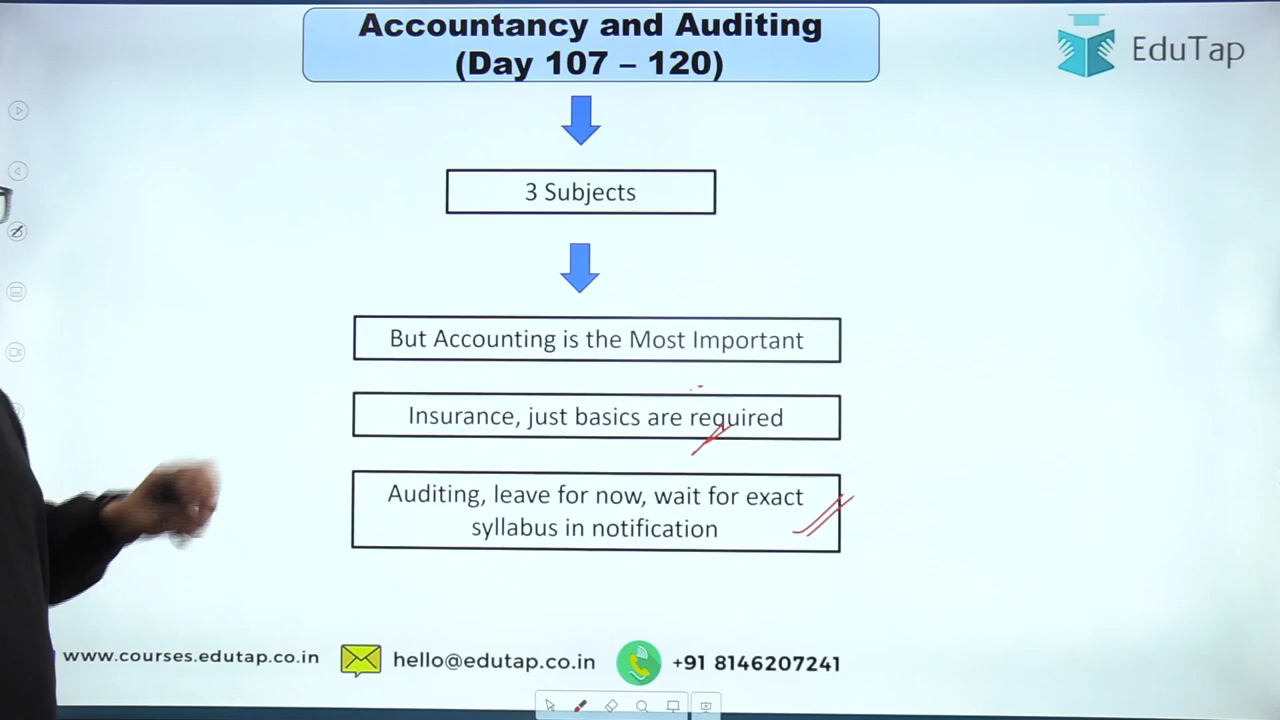 Accountancy and Auditing
(Day 107 – 120)
EduTap
3 Subjects
But Accounting is the Most Important
Insurance, just basics are required
Auditing, leave for now, wait for exact
syllabus in notification
www.courses.edutap.co.in
hello@edutap.co.in
+91 8146207241